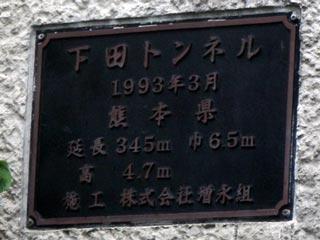 下田トンネル
1993年3月
熊本県
延長 345m 巾 6.5m
高 4.7m
施工 株式会社増永組